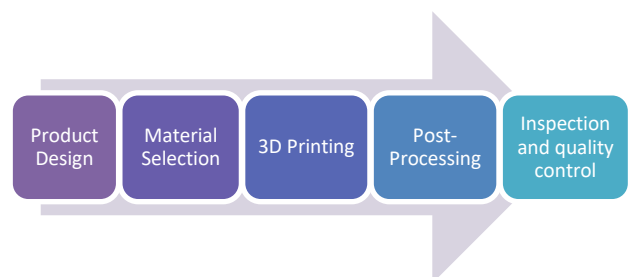 Product
Design
Material
Selection
3D Printing
Post-
Processing
Inspection
and quality
control